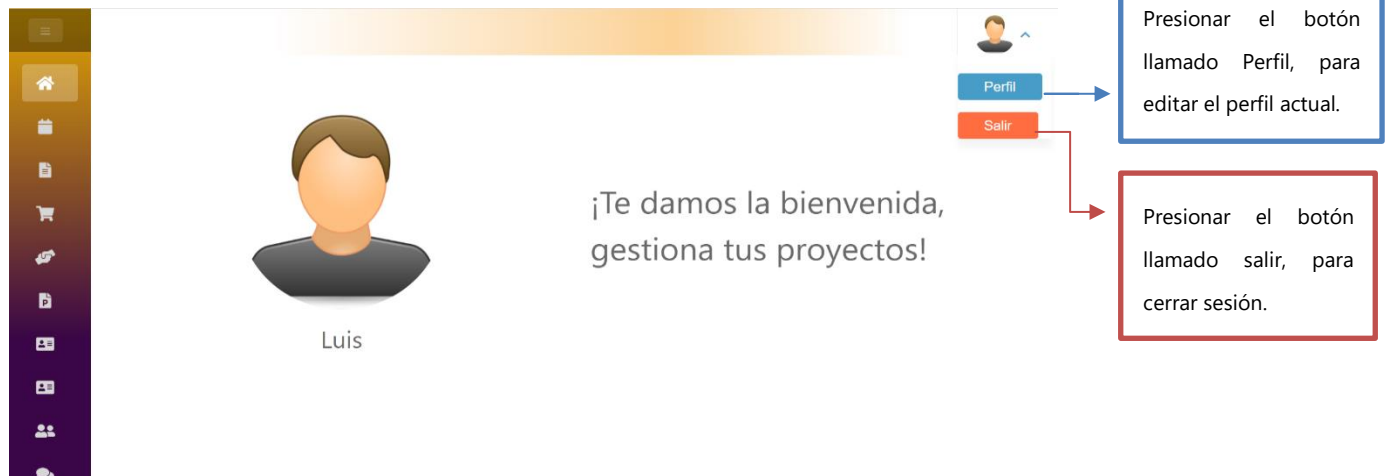 Perfil
Salir
¡Te damos la bienvenida,
gestiona tus proyectos!
Luis
Presionar el botón
llamado Perfil, para
editar el perfil actual.
Presionar el botón
llamado salir, para
cerrar sesión.